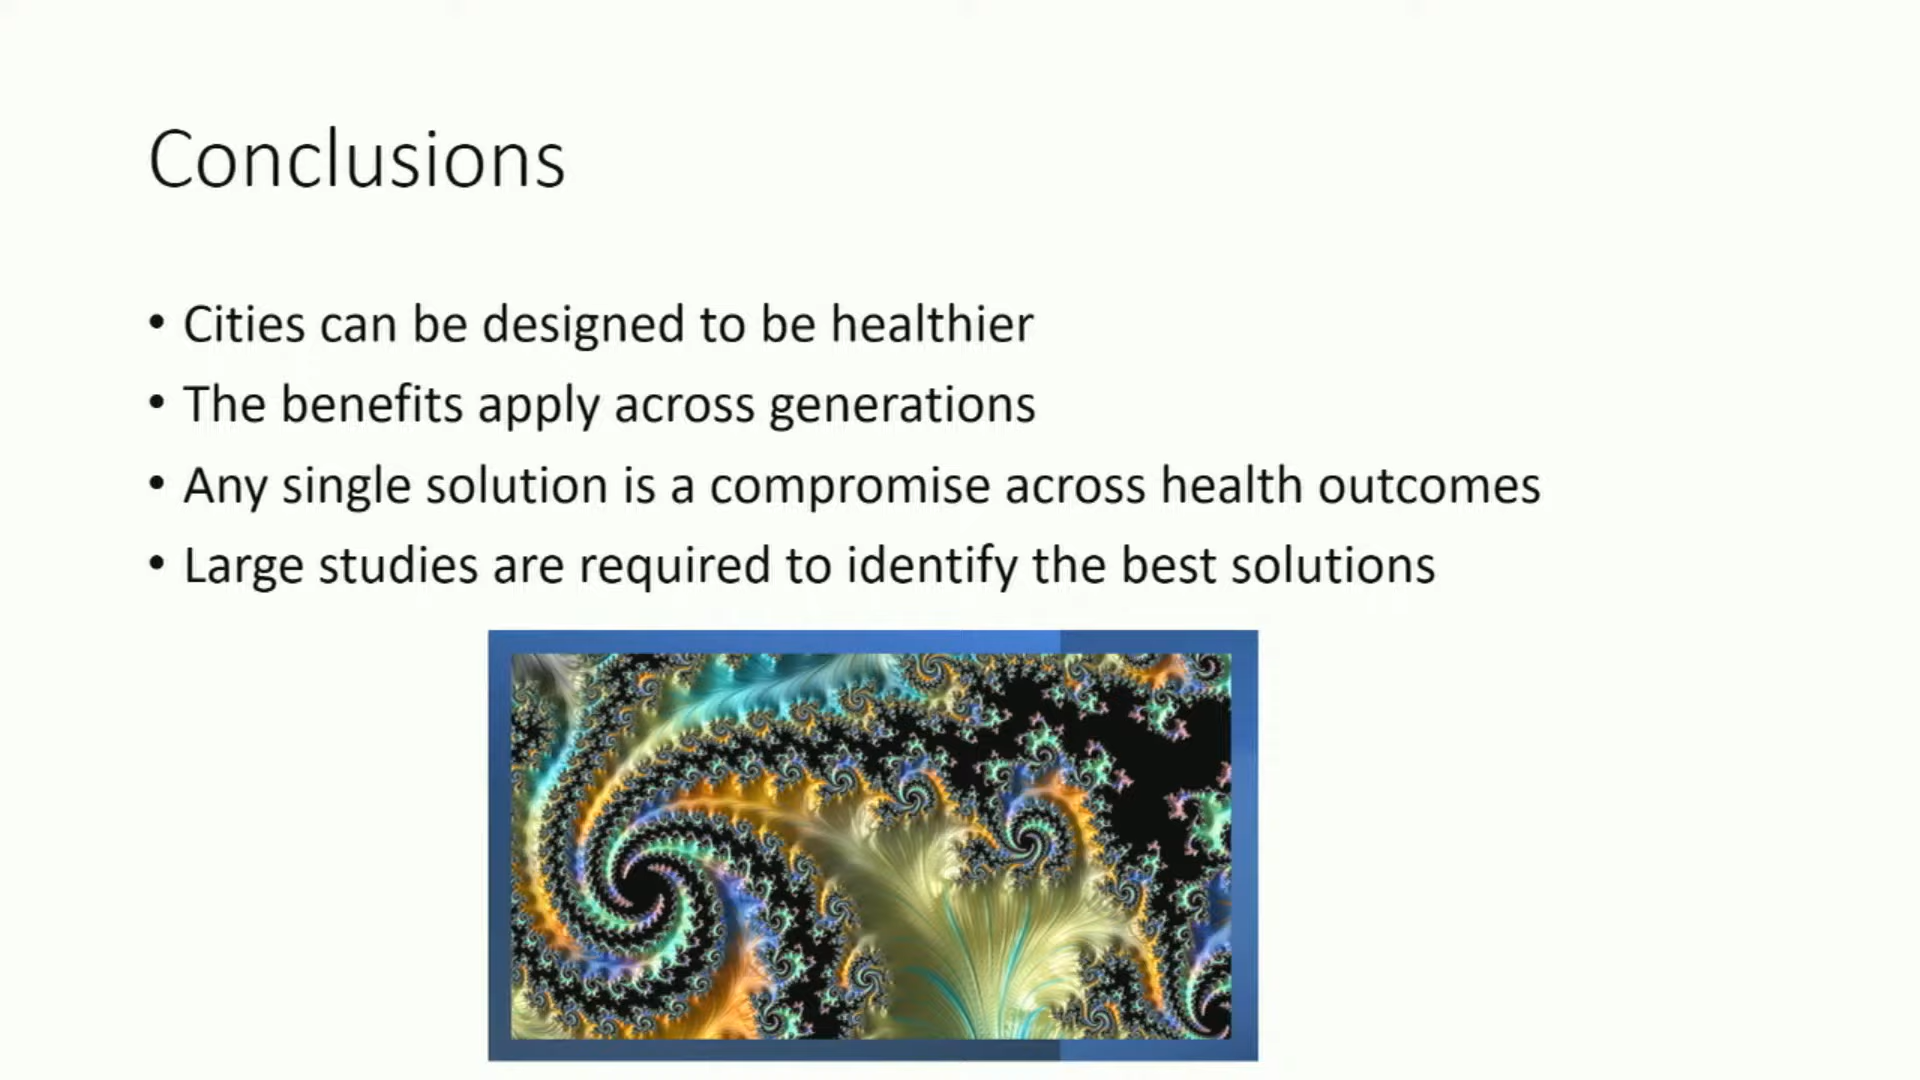 Conclusions
• Cities can be designed to be healthier
• The benefits apply across generations
• Any single solution is a compromise across health outcomes
• Large studies are required to identify the best solutions